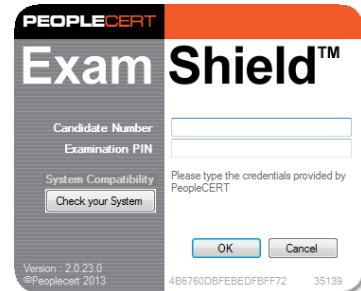 PEOPLECERT
Exam Shield™
Candidate Number
Examination PIN
System Compatibility
Please type the credentials provided by
PeopleCERT
Check your System
OK Cancel
Version : 2.0.23.0
©Peoplecert 2013
4B6760DBFEBEDFBFF72 35139